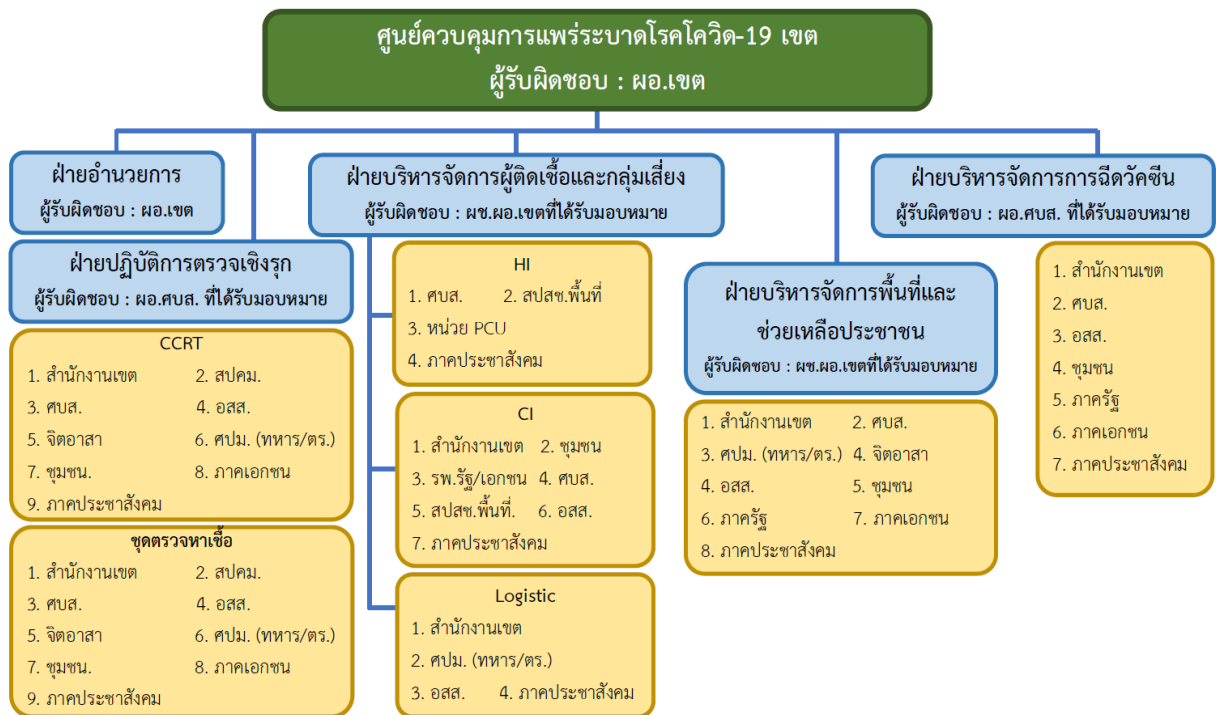 ศูนย์ควบคุมการแพร่ระบาดโรคโควิด-19 เขต
ผู้รับผิดชอบ : ผอ.เขต
ฝ่ายอำนวยการ
ผู้รับผิดชอบ : ผอ.เขต
ฝ่ายปฏิบัติการตรวจเชิงรุก
ผู้รับผิดชอบ : ผอ.ศบส. ที่ได้รับมอบหมาย
CCRT
1. สำนักงานเขต 2. สปคม.
3. ศบส. 4. อสส.
5. จิตอาสา 6. ศปม. (ทหาร/ตร.)
7. ชุมชน. 8. ภาคเอกชน
9. ภาคประชาสังคม
ชุดตรวจหาเชื้อ
1. สำนักงานเขต 2. สปคม.
3. ศบส. 4. อสส.
5. จิตอาสา 6. ศปม. (ทหาร/ตร.)
7. ชุมชน. 8. ภาคเอกชน
9. ภาคประชาสังคม
ฝ่ายบริหารจัดการผู้ติดเชื้อและกลุ่มเสี่ยง
ผู้รับผิดชอบ : ผช.ผอ.เขตที่ได้รับมอบหมาย
HI
1. ศบส. 2. สปสช.พื้นที่
3. หน่วย PCU
4. ภาคประชาสังคม
CI
1. สำนักงานเขต 2. ชุมชน
3. รพ.รัฐ/เอกชน 4. ศบส.
5. สปสช.พื้นที่. 6. อสส.
7. ภาคประชาสังคม
Logistic
1. สำนักงานเขต
2. ศปม. (ทหาร/ตร.)
3. อสส. 4. ภาคประชาสังคม
ฝ่ายบริหารจัดการพื้นที่และ
ช่วยเหลือประชาชน
ผู้รับผิดชอบ : ผช.ผอ.เขตที่ได้รับมอบหมาย
1. สำนักงานเขต 2. ศบส.
3. ศปม. (ทหาร/ตร.) 4. จิตอาสา
4. อสส. 5. ชุมชน
6. ภาครัฐ 7. ภาคเอกชน
8. ภาคประชาสังคม
ฝ่ายบริหารจัดการการฉีดวัคซีน
ผู้รับผิดชอบ : ผอ.ศบส. ที่ได้รับมอบหมาย
1. สำนักงานเขต
2. ศบส.
3. อสส.
4. ชุมชน
5. ภาครัฐ
6. ภาคเอกชน
7. ภาคประชาสังคม